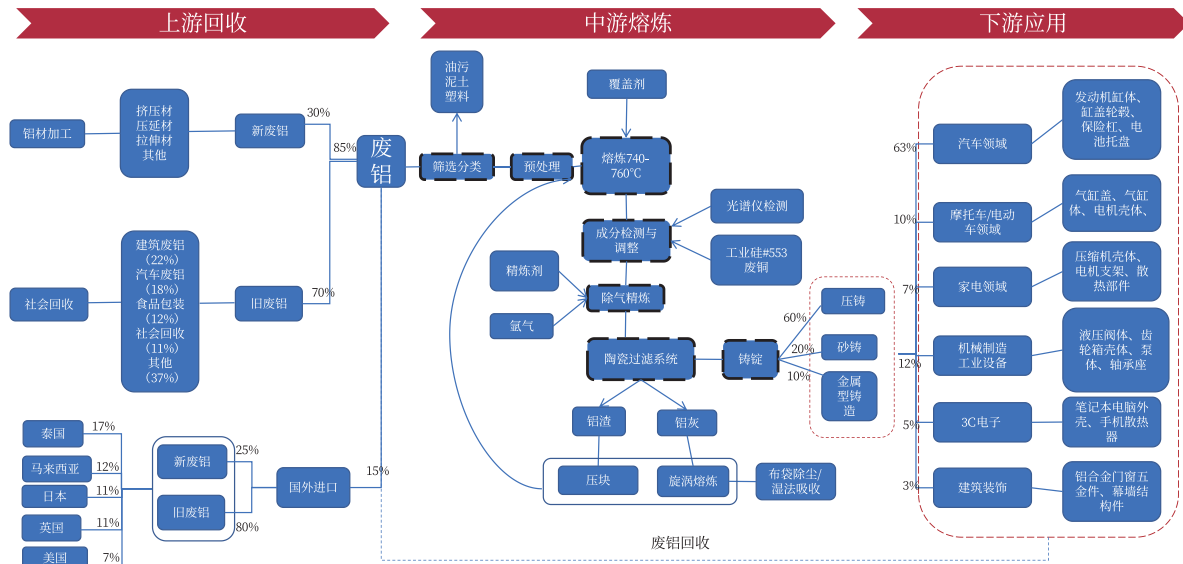 上游回收
中游熔炼
下游应用
铝材加工
挤压材
压延材
拉伸材
其他
新废铝
30%
社会回收
建筑废铝
（22%）
汽车废铝
（18%）
食品包装
（12%）
社会回收
（11%）
其他
（37%）
旧废铝
70%
85%
废
铝
泰国
17%
马来西亚
12%
日本
11%
英国
11%
美国
7%
新废铝
25%
旧废铝
80%
国外进口
15%
油污
泥土
塑料
筛选分类
预处理
覆盖剂
熔炼740-
760℃
成分检测与
调整
光谱仪检测
工业硅#553
废铜
精炼剂
氩气
除气精炼
陶瓷过滤系统
铸锭
60%
20%
10%
压铸
砂铸
金属
型铸
造
铝渣
铝灰
压块
旋涡熔炼
布袋除尘/
湿法吸收
废铝回收
63%
汽车领域
发动机缸体、
缸盖轮毂、
保险杠、电
池托盘
10%
摩托车/电动
车领域
气缸盖、气缸
体、电机壳体、
7%
家电领域
压缩机壳体、
电机支架、散
热部件
12%
机械制造
工业设备
液压阀体、齿
轮箱壳体、泵
体、轴承座
5%
3C电子
笔记本电脑外
壳、手机散热
器
3%
建筑装饰
铝合金门窗五
金件、幕墙结
构件